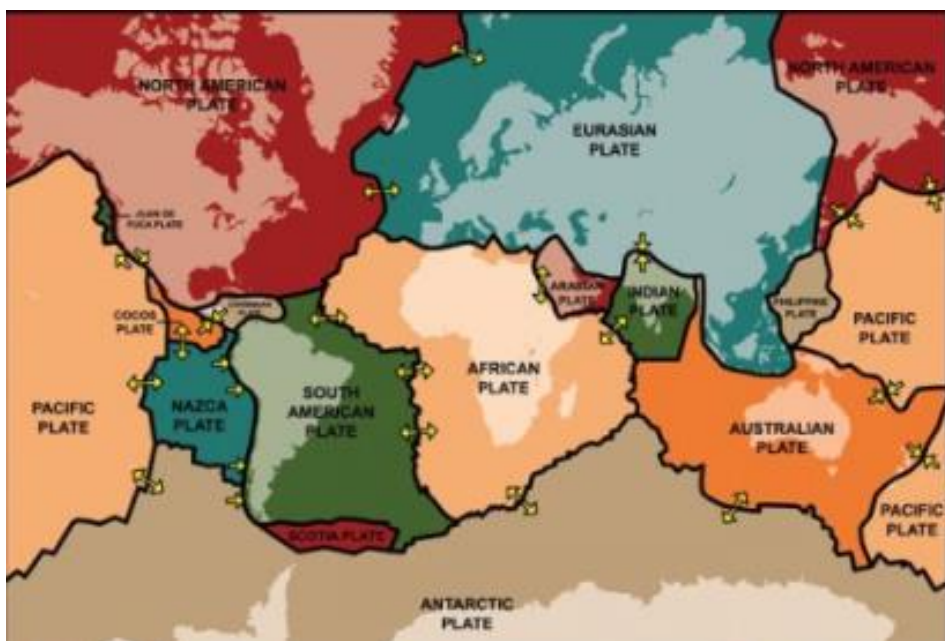 NORTH AMERICAN
PLATE
NORTH AMERICAN
PLATE
EURASIAN
PLATE
JUAN DE
FUCA PLATE
CARIBBEAN
PLATE
ARABIAN
PLATE
INDIAN
PLATE
PHILIPPINE
PLATE
COCOS
PLATE
PACIFIC
PLATE
AFRICAN
PLATE
PACIFIC
PLATE
NAZCA
PLATE
SOUTH
AMERICAN
PLATE
AUSTRALIAN
PLATE
PACIFIC
PLATE
SCOTIA PLATE
ANTARCTIC
PLATE